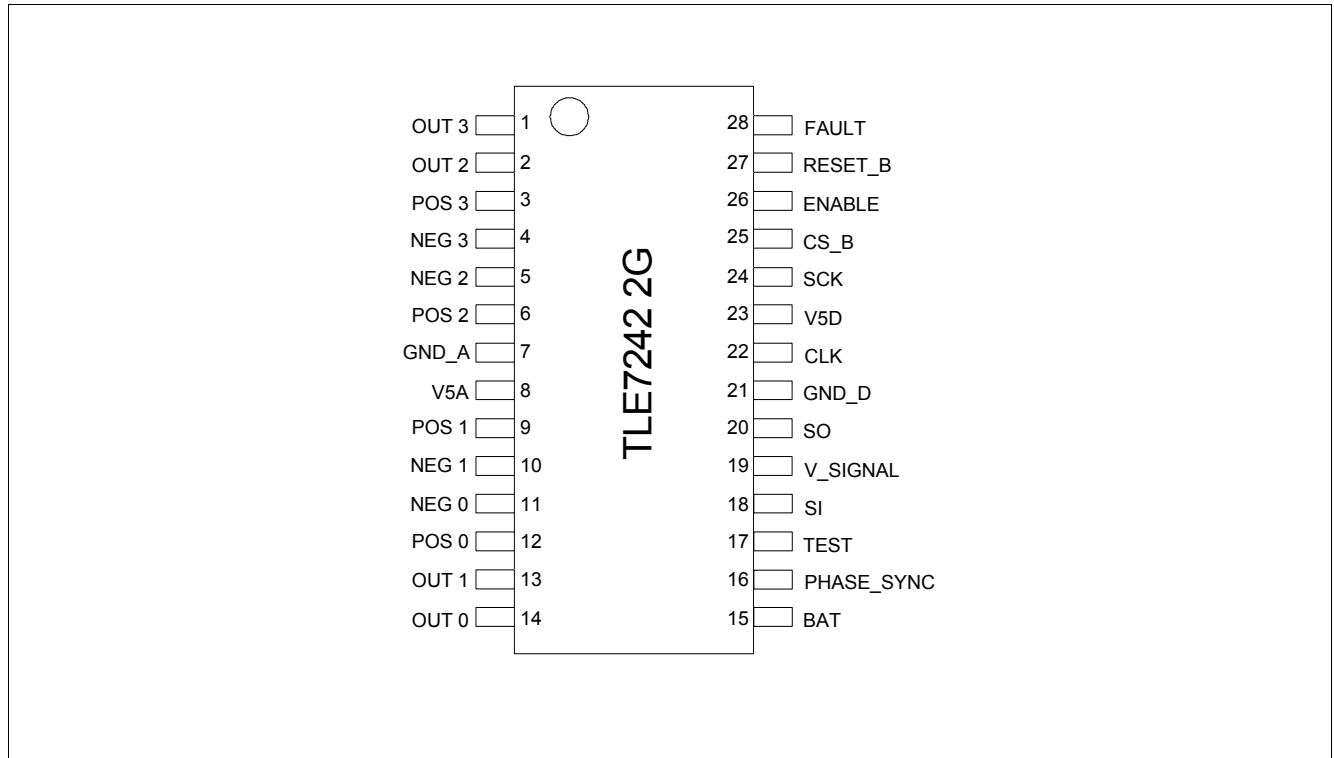 OUT 3 1 28 FAULT
OUT 2 2 27 RESET_B
POS 3 3 26 ENABLE
NEG 3 4 25 CS_B
NEG 2 5 24 SCK
POS 2 6 23 V5D
GND_A 7 22 CLK
V5A 8 21 GND_D
POS 1 9 20 SO
NEG 1 10 19 V_SIGNAL
NEG 0 11 18 SI
POS 0 12 17 TEST
OUT 1 13 16 PHASE_SYNC
OUT 0 14 15 BAT
TLE7242 2G